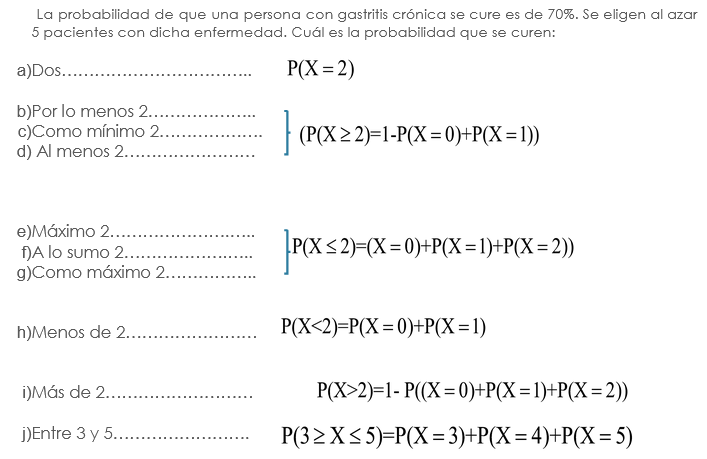 La probabilidad de que una persona con gastritis crónica se cure es de 70%. Se eligen al azar
5 pacientes con dicha enfermedad. Cuál es la probabilidad que se curen:
a)Dos…………………………….. P(X = 2)
b)Por lo menos 2………………..
c)Como mínimo 2………………. (P(X ≥ 2)=1-P(X = 0)+P(X = 1))
d) Al menos 2……………………
e)Máximo 2………………….…..
f)A lo sumo 2………………….... P(X ≤ 2)=(X = 0)+P(X = 1)+P(X = 2))
g)Como máximo 2……………..
h)Menos de 2…………………… P(X<2)=P(X = 0)+P(X = 1)
i)Más de 2……………………… P(X>2)=1- P((X = 0)+P(X = 1)+P(X = 2))
j)Entre 3 y 5……………………. P(3 ≥ X ≤ 5)=P(X = 3)+P(X = 4)+P(X = 5)